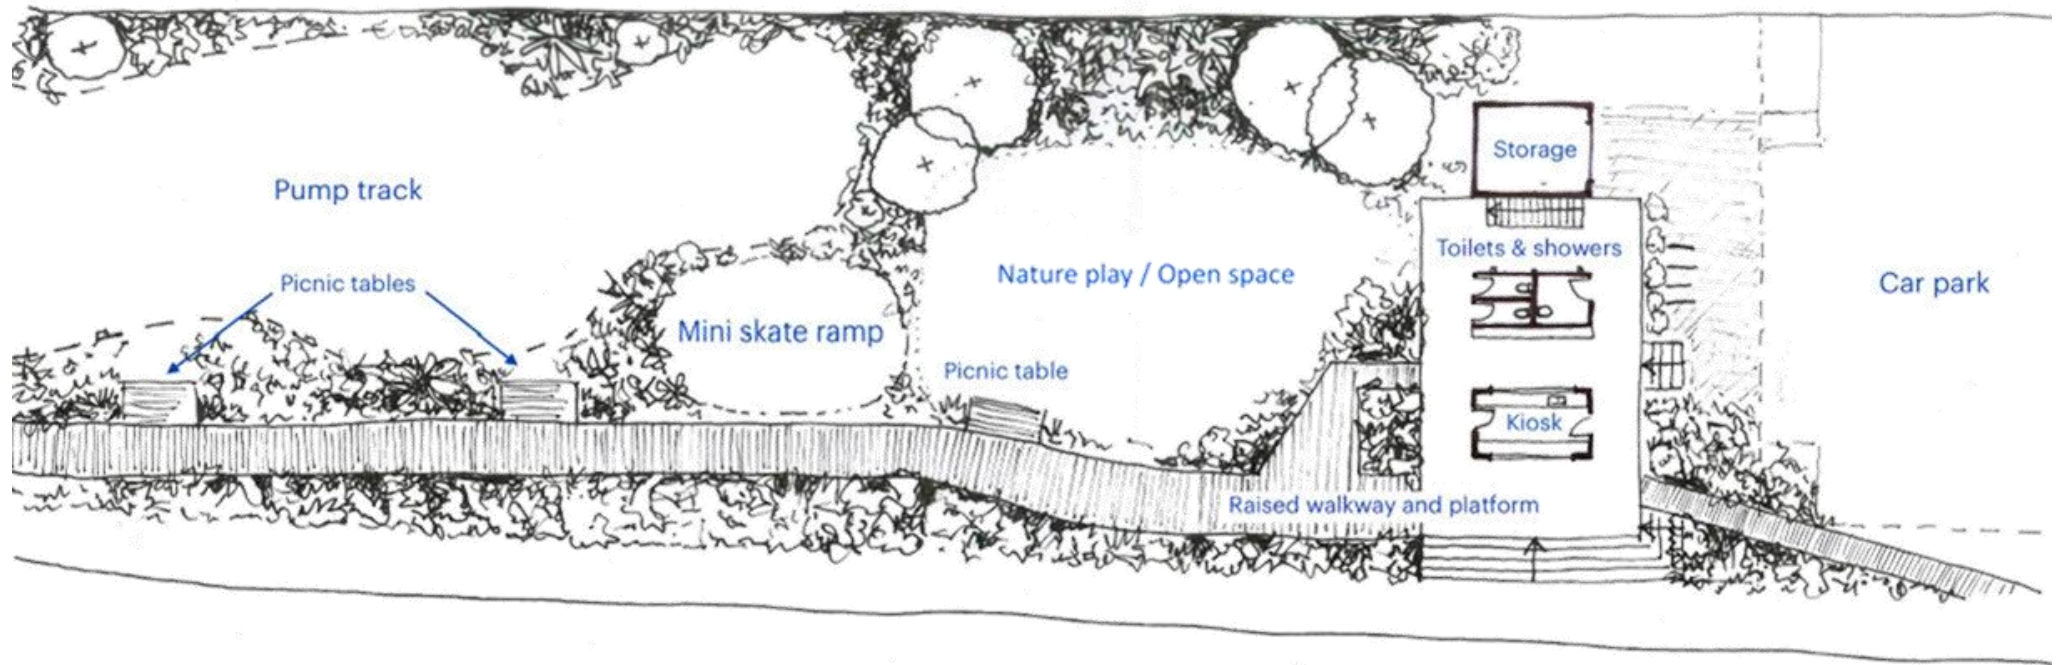 Storage
Pump track
Toilets & showers
Picnic tables
Nature play / Open space
Car park
Mini skate ramp
Picnic table
Kiosk
Raised walkway and platform